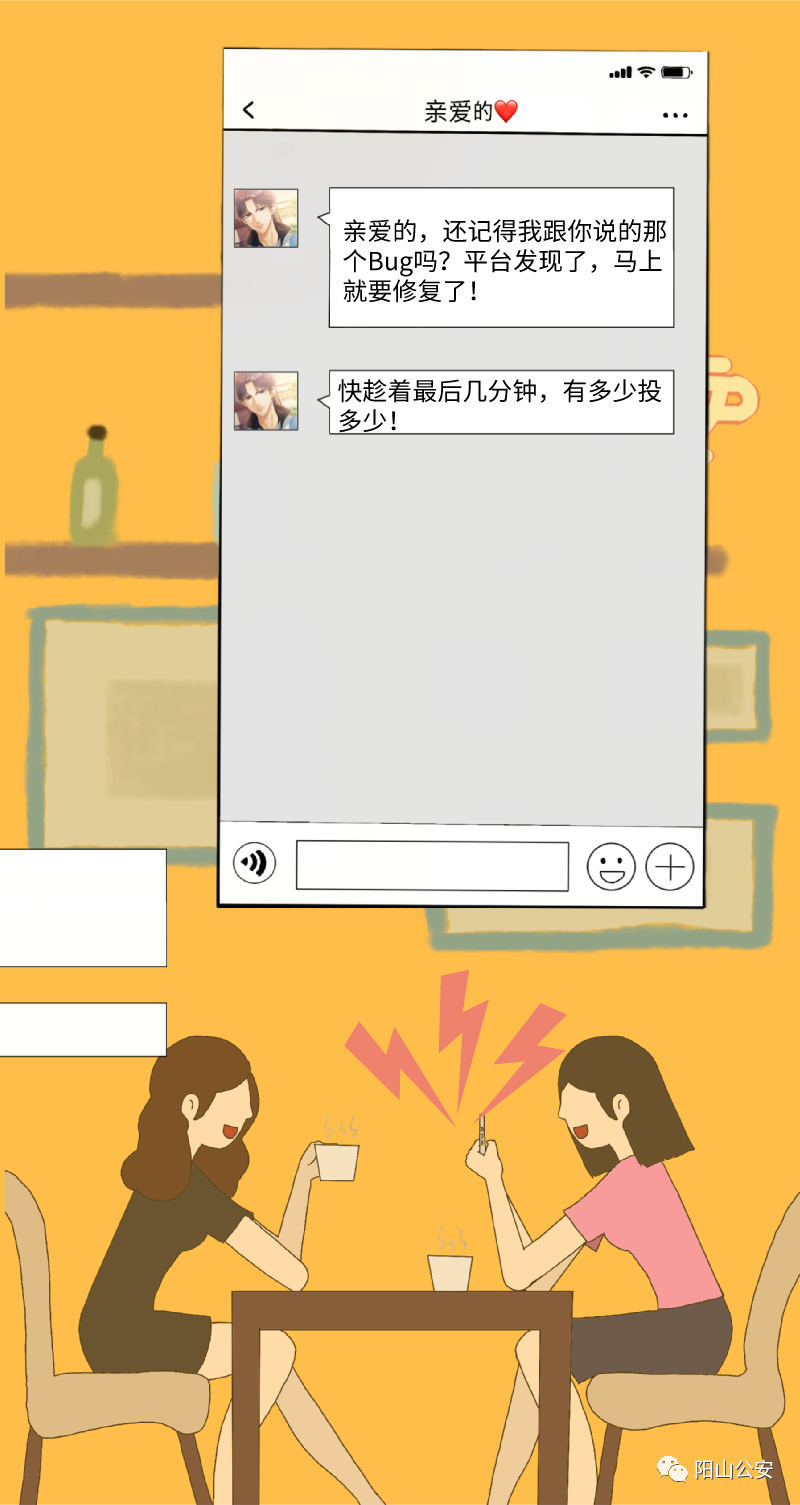 亲爱的❤️
亲爱的，还记得我跟你说的那
个Bug吗？平台发现了，马上
就要修复了！
快趁着最后几分钟，有多少投
多少！
阳山公安